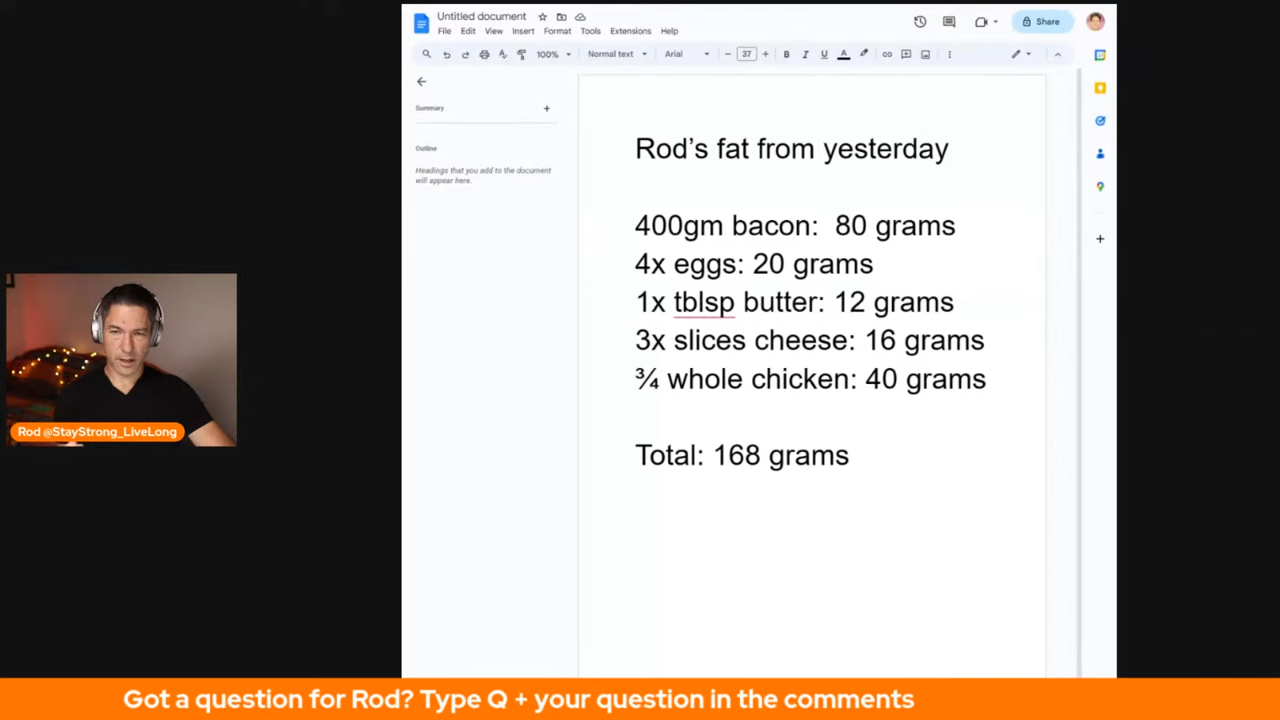 Untitled document
File Edit View Insert Format Tools Extensions Help
Share
100% Normal text Arial − 37 + B I U A
Summary +
Outline
Headings that you add to the document
will appear here.
Rod’s fat from yesterday
400gm bacon:  80 grams
4x eggs: 20 grams
1x tblsp butter: 12 grams
3x slices cheese: 16 grams
¾ whole chicken: 40 grams
Total: 168 grams
Rod @StayStrong_LiveLong
Got a question for Rod? Type Q + your question in the comments